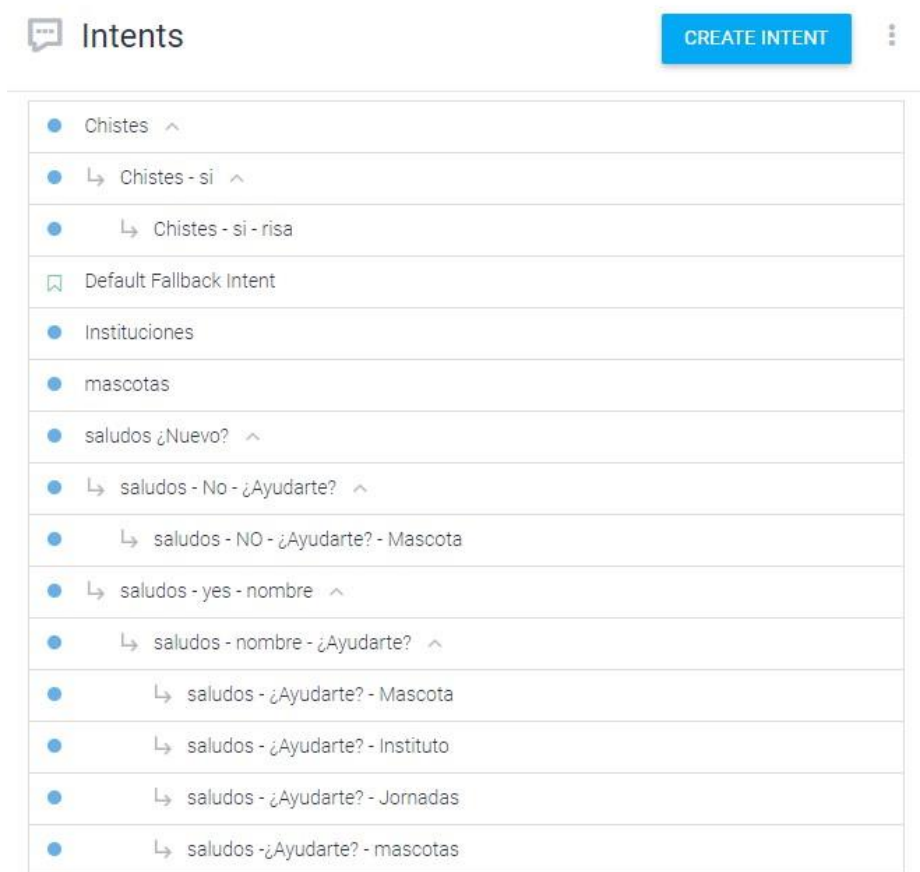 Intents
CREATE INTENT
Chistes
Chistes - si
Chistes - si - risa
Default Fallback Intent
Instituciones
mascotas
saludos ¿Nuevo?
saludos - No - ¿Ayudarte?
saludos - NO - ¿Ayudarte? - Mascota
saludos - yes - nombre
saludos - nombre - ¿Ayudarte?
saludos - ¿Ayudarte? - Mascota
saludos - ¿Ayudarte? - Instituto
saludos - ¿Ayudarte? - Jornadas
saludos -¿Ayudarte? - mascotas